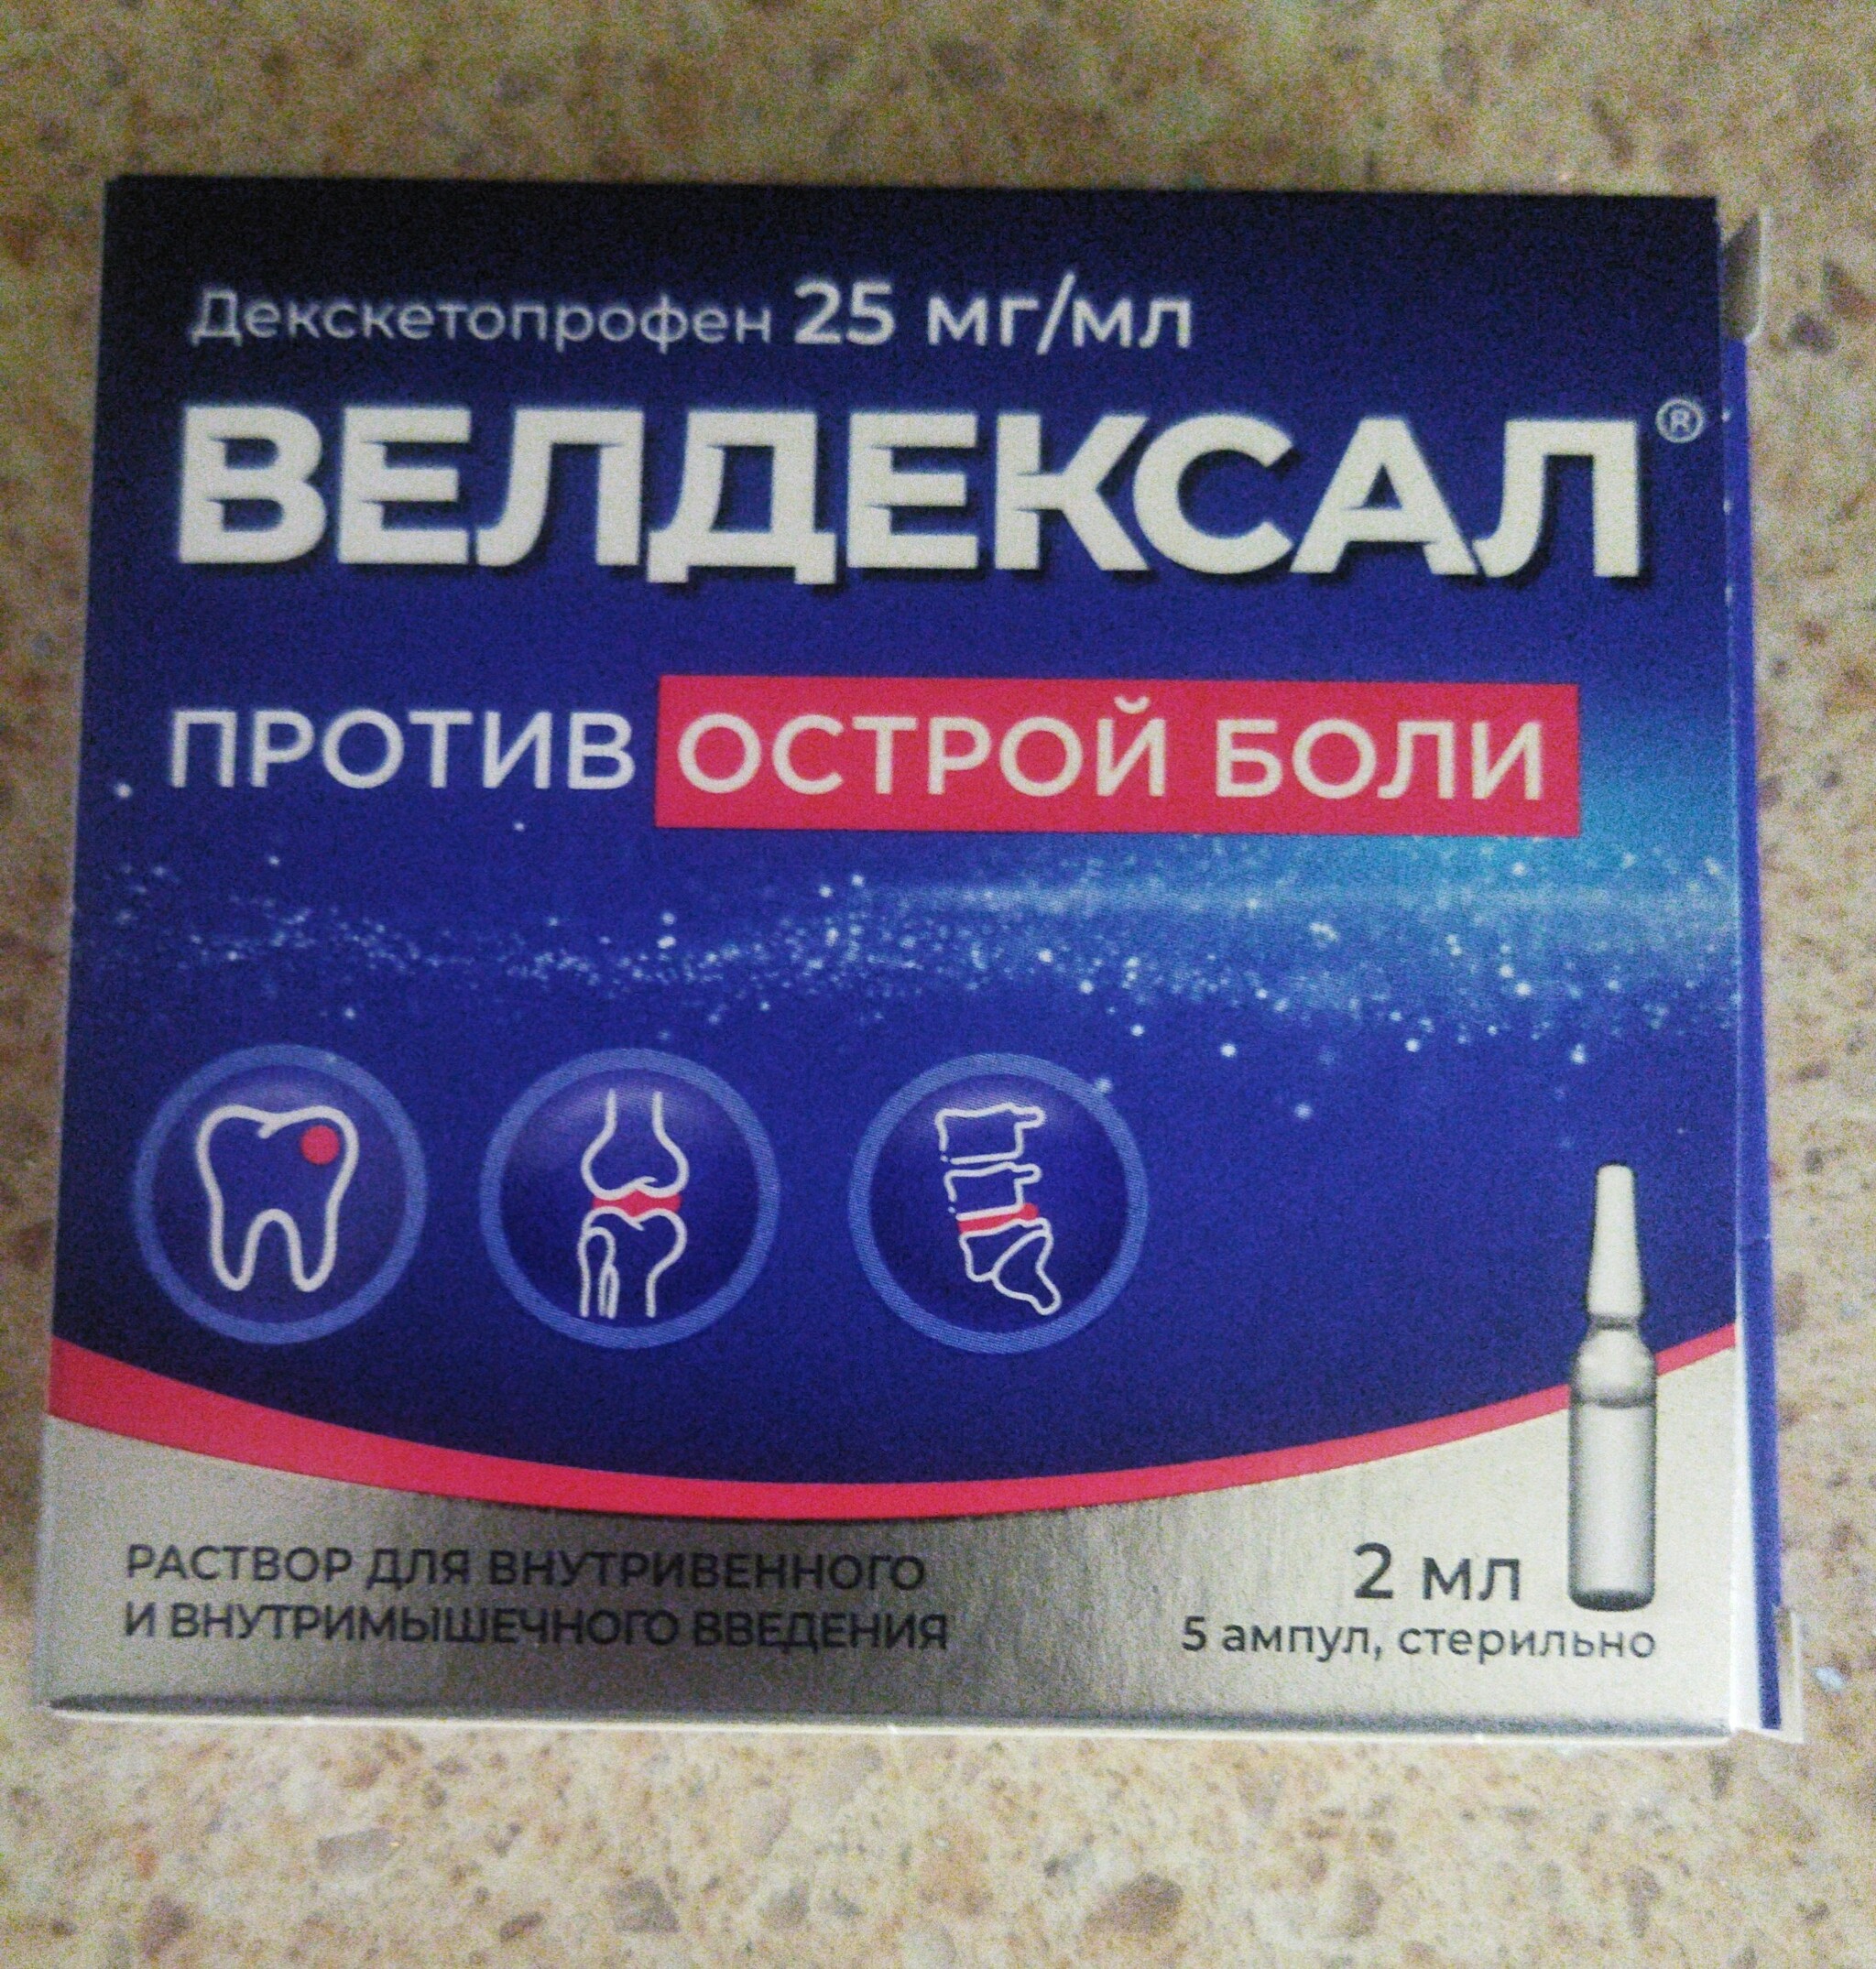 Декскетопрофен 25 мг/мл
ВЕЛДЕКСАЛ®
ПРОТИВ ОСТРОЙ БОЛИ
РАСТВОР ДЛЯ ВНУТРИВЕННОГО
И ВНУТРИМЫШЕЧНОГО ВВЕДЕНИЯ
2 мл
5 ампул, стерильно